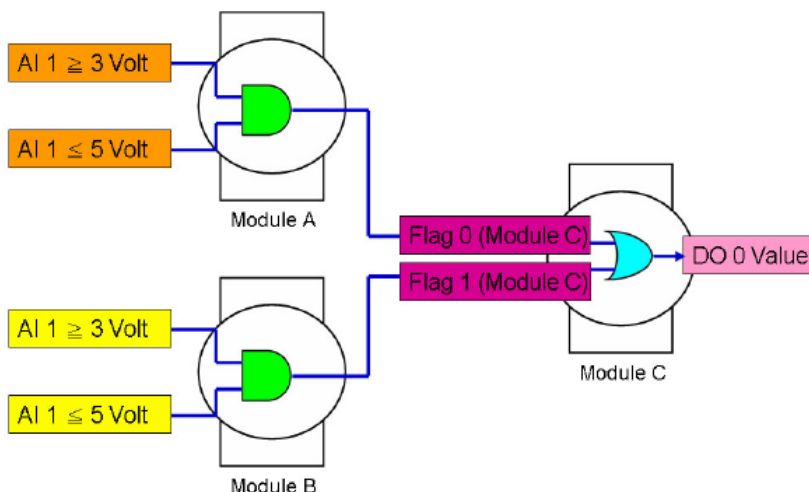 AI 1 ≧ 3 Volt
AI 1 ≤ 5 Volt
Module A
Flag 0 (Module C)
Flag 1 (Module C)
DO 0 Value
Module C
AI 1 ≧ 3 Volt
AI 1 ≤ 5 Volt
Module B